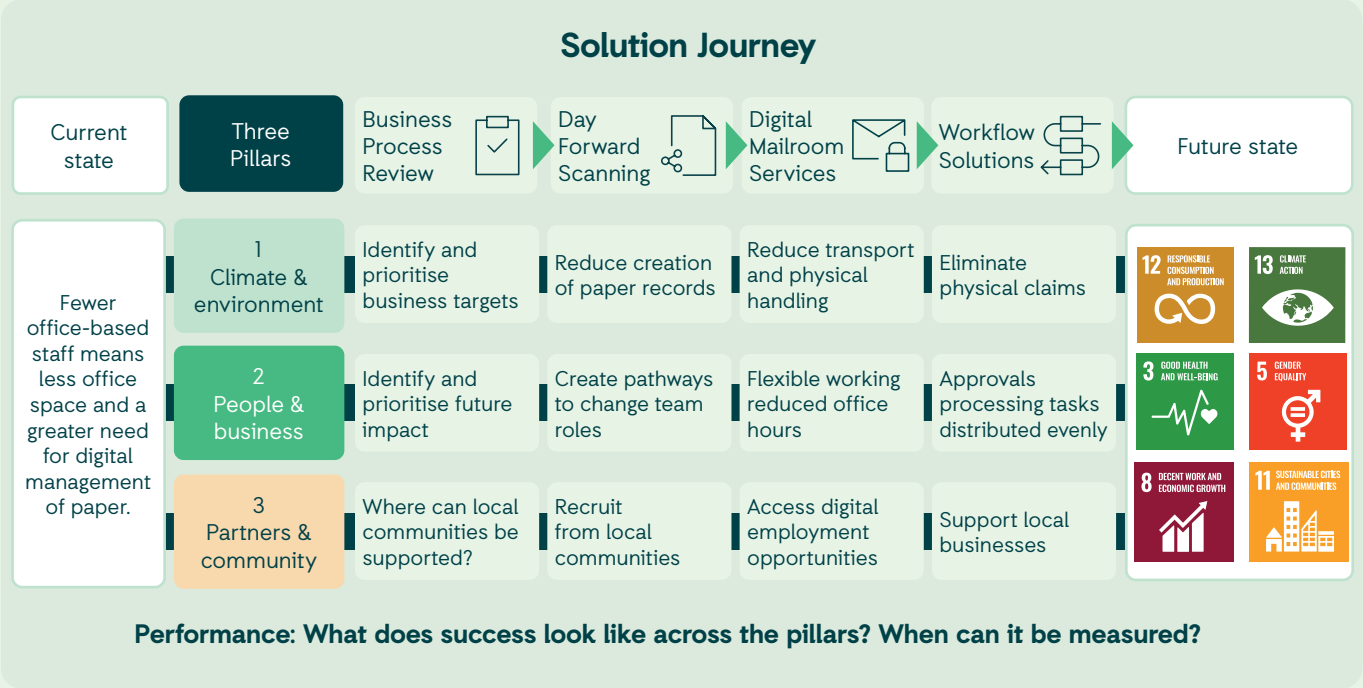 Solution Journey
Current
state
Three
Pillars
Business
Process
Review
Day
Forward
Scanning
Digital
Mailroom
Services
Workflow
Solutions
Future state
Fewer
office-based
staff means
less office
space and a
greater need
for digital
management
of paper.
1
Climate &
environment
Identify and
prioritise
business targets
Reduce creation
of paper records
Reduce transport
and physical
handling
Eliminate
physical claims
2
People &
business
Identify and
prioritise future
impact
Create pathways
to change team
roles
Flexible working
reduced office
hours
Approvals
processing tasks
distributed evenly
3
Partners &
community
Where can local
communities be
supported?
Recruit
from local
communities
Access digital
employment
opportunities
Support local
businesses
12 RESPONSIBLE
CONSUMPTION
AND PRODUCTION
13 CLIMATE
ACTION
3 GOOD HEALTH
AND WELL-BEING
5 GENDER
EQUALITY
8 DECENT WORK AND
ECONOMIC GROWTH
11 SUSTAINABLE CITIES
AND COMMUNITIES
Performance: What does success look like across the pillars? When can it be measured?